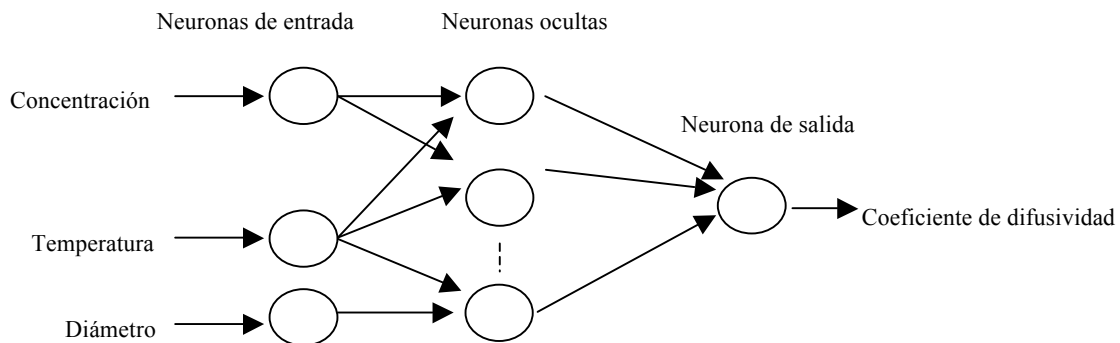 Neuronas de entrada
Neuronas ocultas
Concentración
Neurona de salida
Coeficiente de difusividad
Temperatura
Diámetro